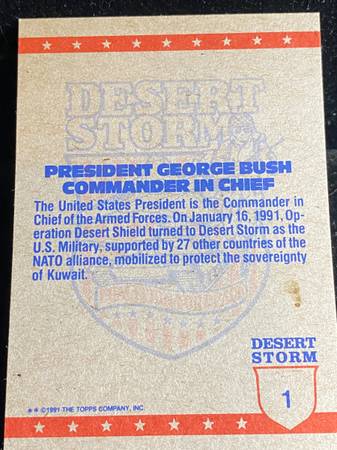 DESERT
STORM
PRESIDENT GEORGE BUSH
COMMANDER IN CHIEF
The United States President is the Commander in
Chief of the Armed Forces. On January 16, 1991, Op-
eration Desert Shield turned to Desert Storm as the
U.S. Military, supported by 27 other countries of the
NATO alliance, mobilized to protect the sovereignty
of Kuwait.
DESERT
STORM
1
** ©1991 THE TOPPS COMPANY, INC.